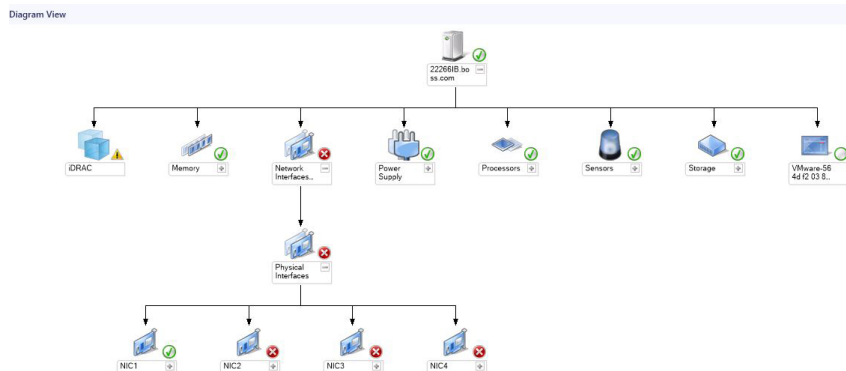 Diagram View
22266IB.bo
ss.com
iDRAC
Memory
Network
Interfaces..
Power
Supply
Processors
Sensors
Storage
VMware-56
4d f2 03 8..
Physical
Interfaces
NIC1
NIC2
NIC3
NIC4